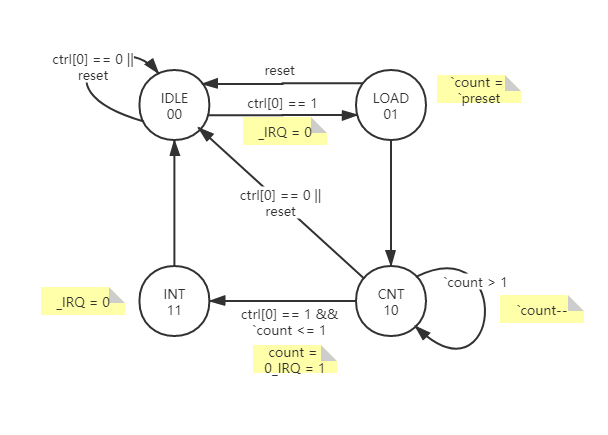 ctrl[0] == 0 ||
reset
reset
IDLE
00
LOAD
01
`count =
`preset
ctrl[0] == 1
_IRQ = 0
ctrl[0] == 0 ||
reset
INT
11
CNT
10
`count > 1
_IRQ = 0
`count--
ctrl[0] == 1 &&
`count <= 1
count =
0_IRQ = 1